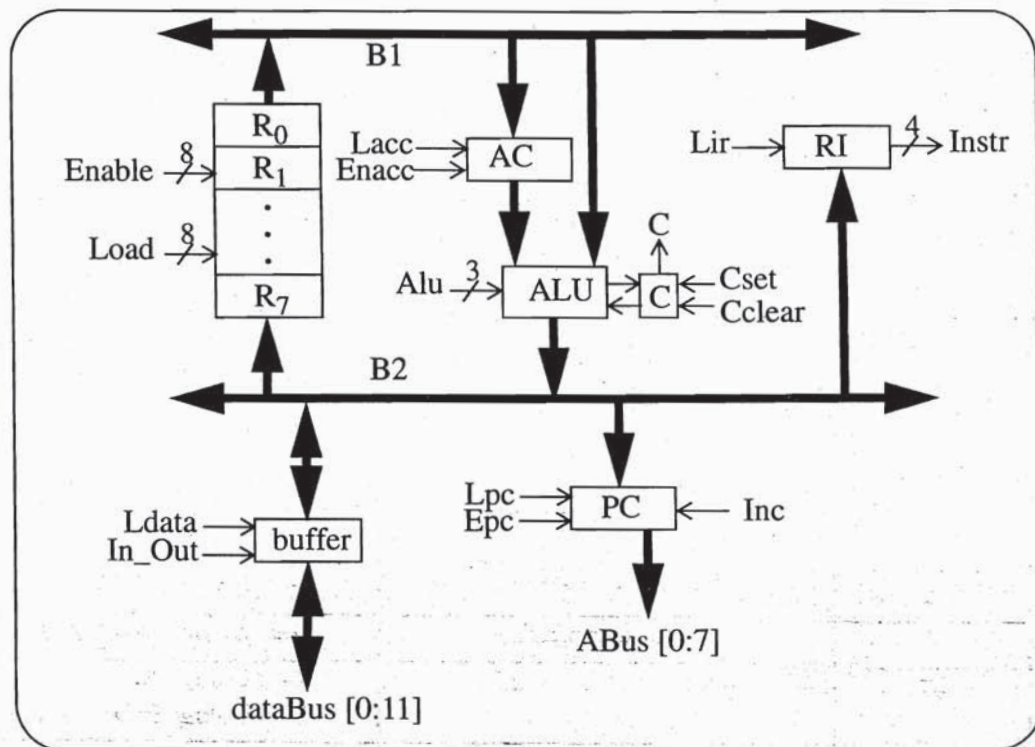 B1
R0
Enable 8 R1
Load 8
R7
Lacc
Enacc
AC
Lir RI 4 Instr
Alu 3 ALU
C
C
Cset
Cclear
B2
Lpc
Epc
PC
Inc
Ldata
In_Out
buffer
ABus [0:7]
dataBus [0:11]